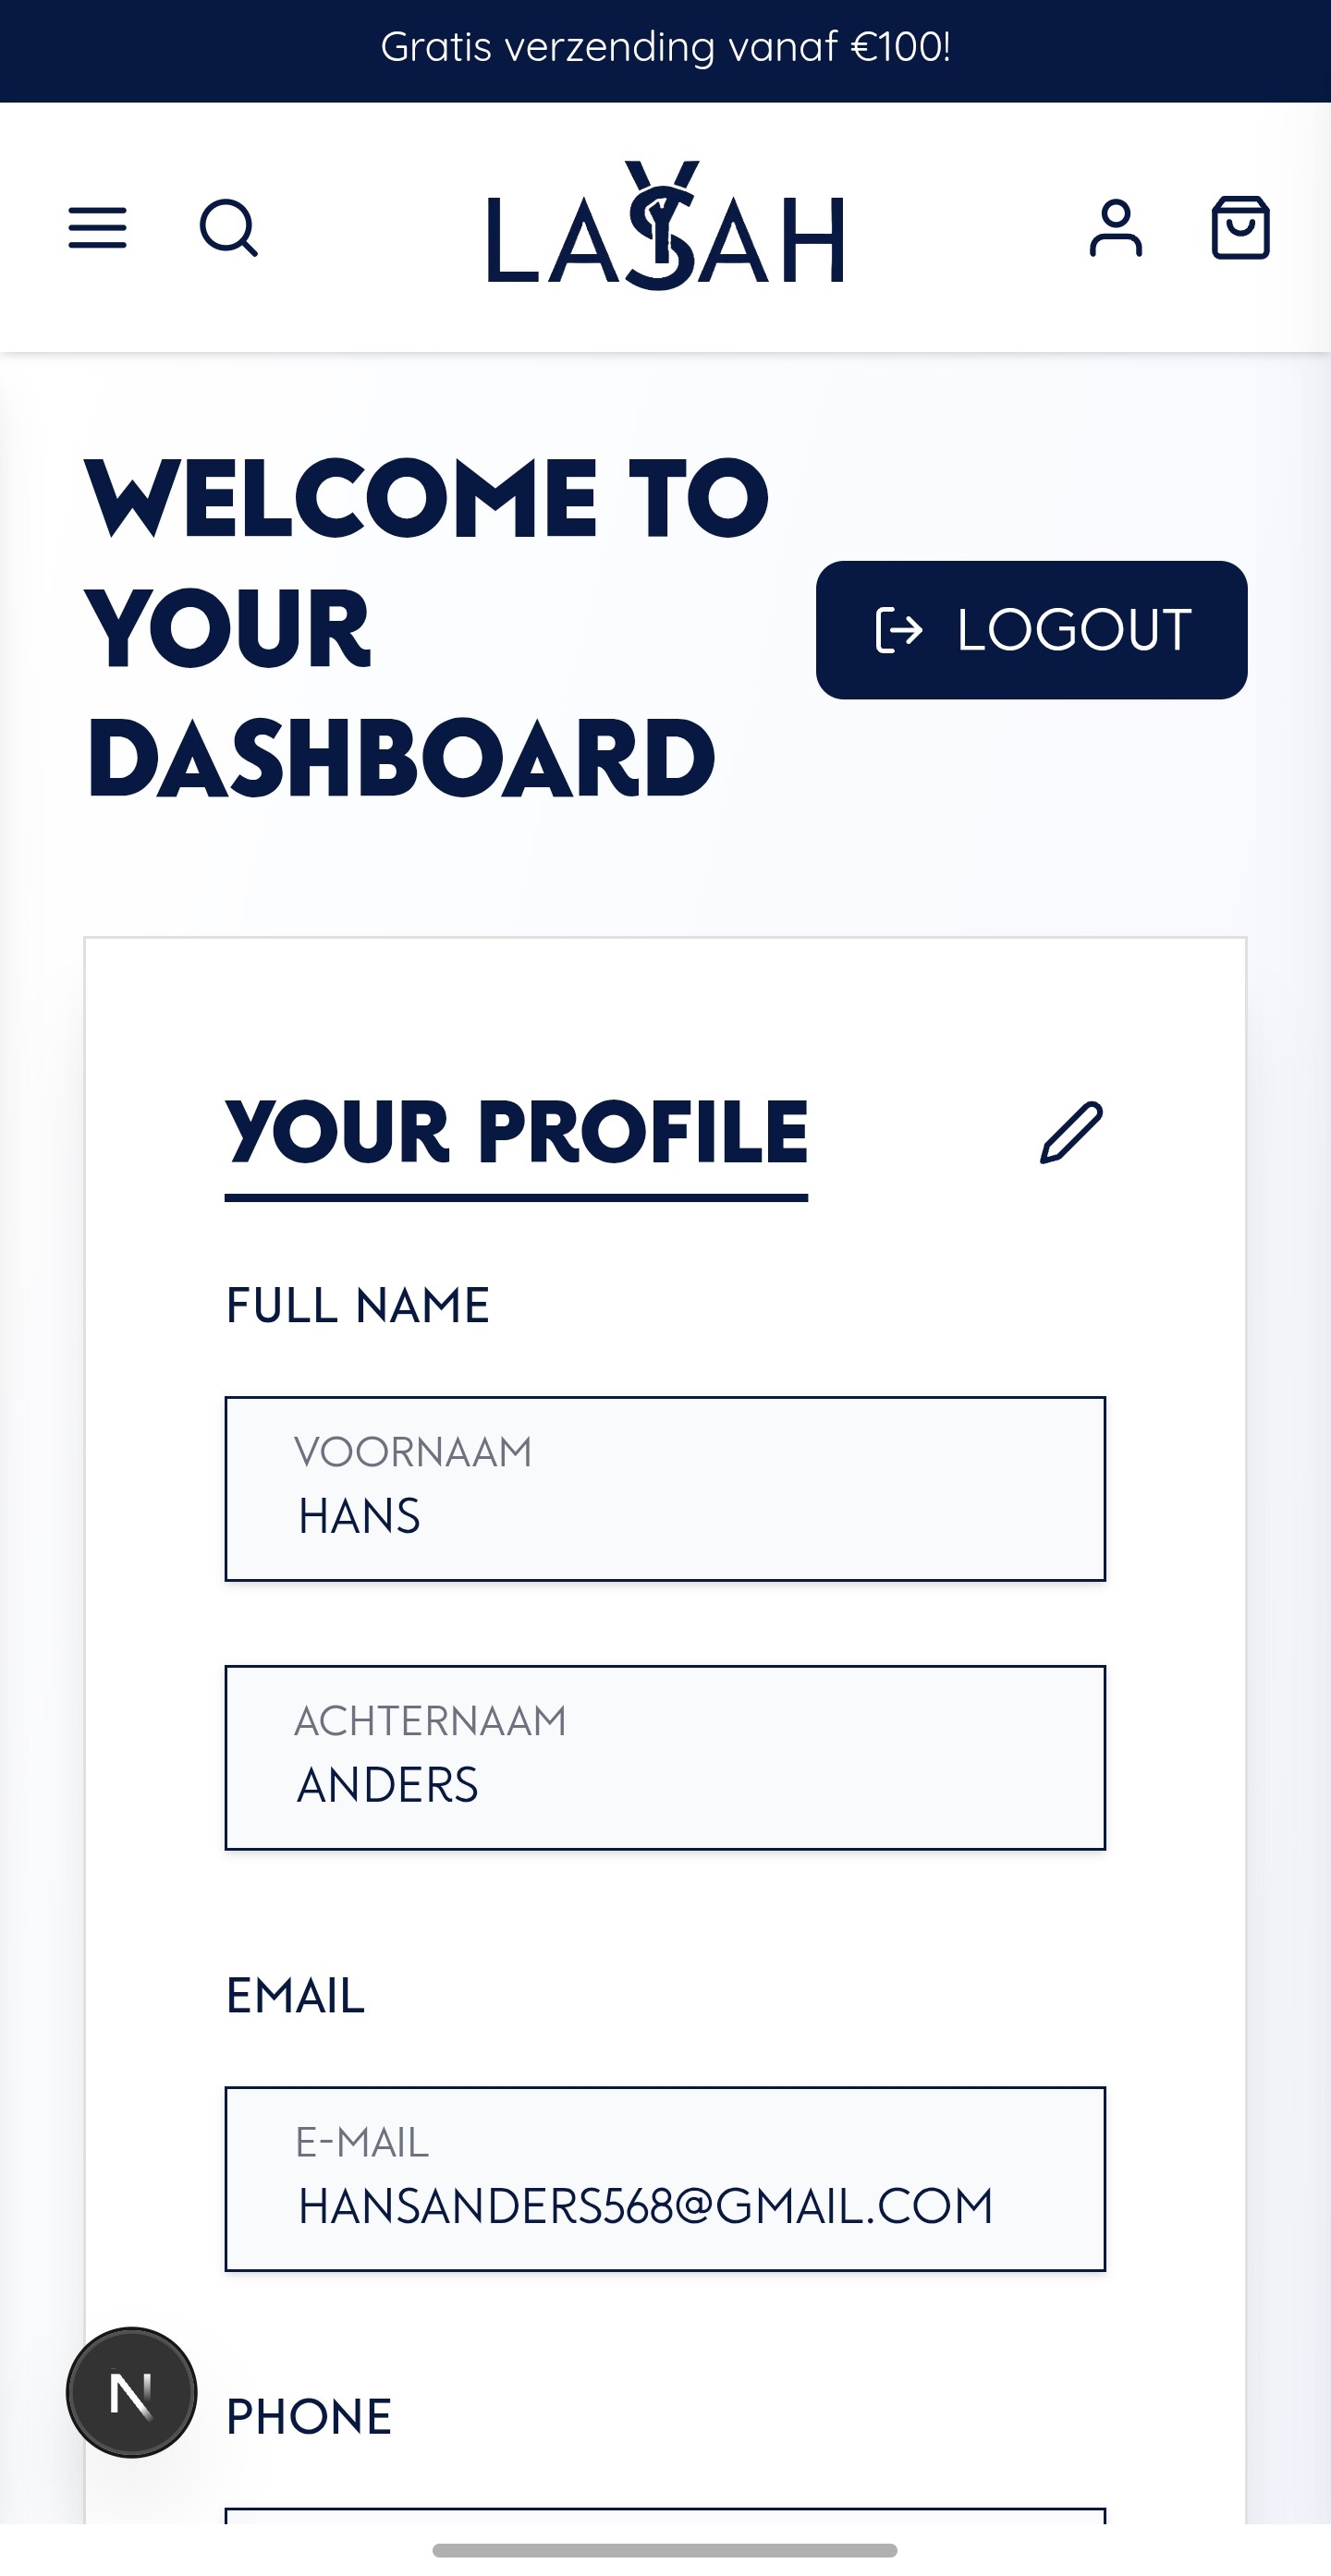 Gratis verzending vanaf €100!
LASAH
WELCOME TO
YOUR
DASHBOARD
LOGOUT
YOUR PROFILE
FULL NAME
VOORNAAM
HANS
ACHTERNAAM
ANDERS
EMAIL
E-MAIL
HANSANDERS568@GMAIL.COM
N
PHONE